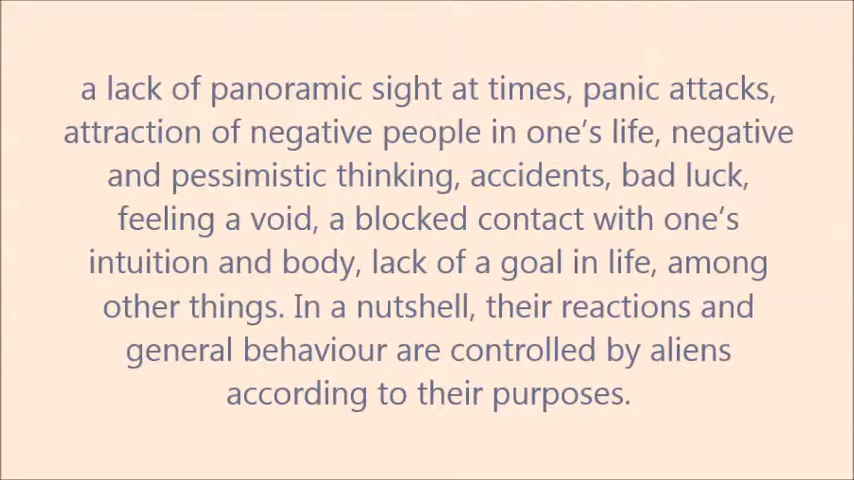 a lack of panoramic sight at times, panic attacks,
attraction of negative people in one’s life, negative
and pessimistic thinking, accidents, bad luck,
feeling a void, a blocked contact with one’s
intuition and body, lack of a goal in life, among
other things. In a nutshell, their reactions and
general behaviour are controlled by aliens
according to their purposes.